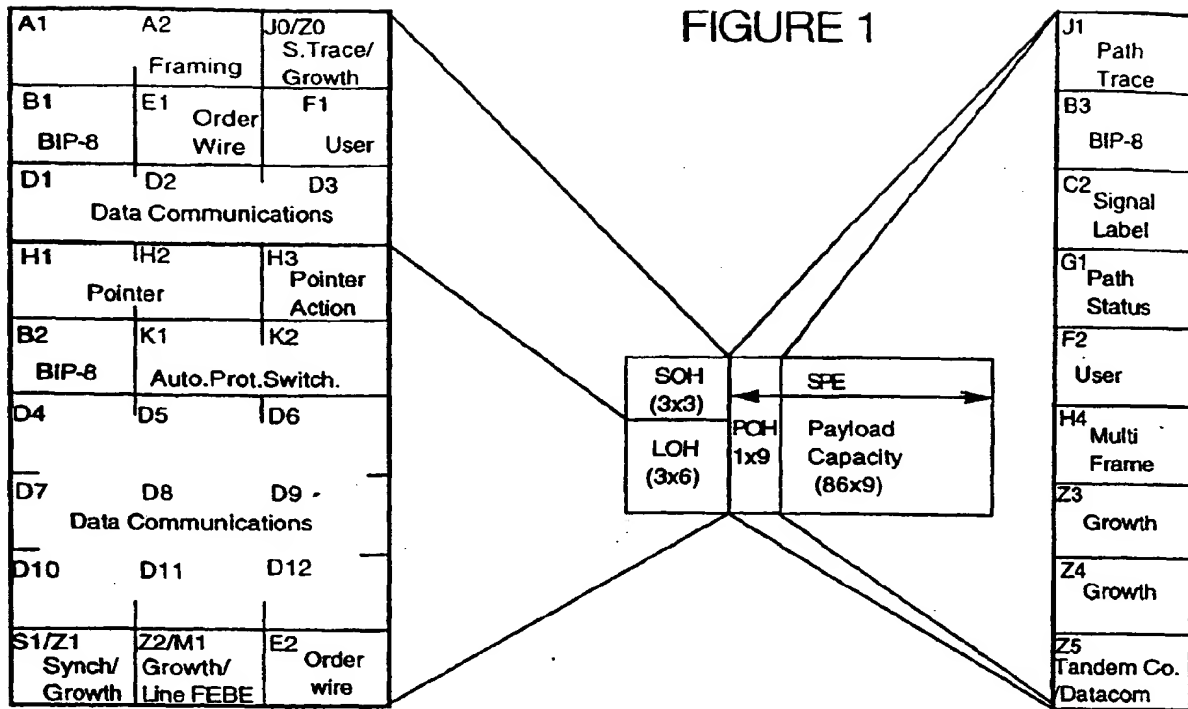 FIGURE 1
A1 A2 J0/Z0
Framing S.Trace/
Growth
B1 E1 F1
BIP-8 Order
Wire User
D1 D2 D3
Data Communications
H1 H2 H3
Pointer Pointer
Action
B2 K1 K2
BIP-8 Auto.Prot.Switch.
D4 D5 D6
D7 D8 D9
Data Communications
D10 D11 D12
S1/Z1 Z2/M1 E2
Synch/ Growth/ Order
Growth Line FEBE wire
SOH
(3x3)
LOH
(3x6)
POH
1x9
SPE
Payload
Capacity
(86x9)
J1
Path
Trace
B3
BIP-8
C2
Signal
Label
G1
Path
Status
F2
User
H4
Multi
Frame
Z3
Growth
Z4
Growth
Z5
Tandem Co.
/Datacom